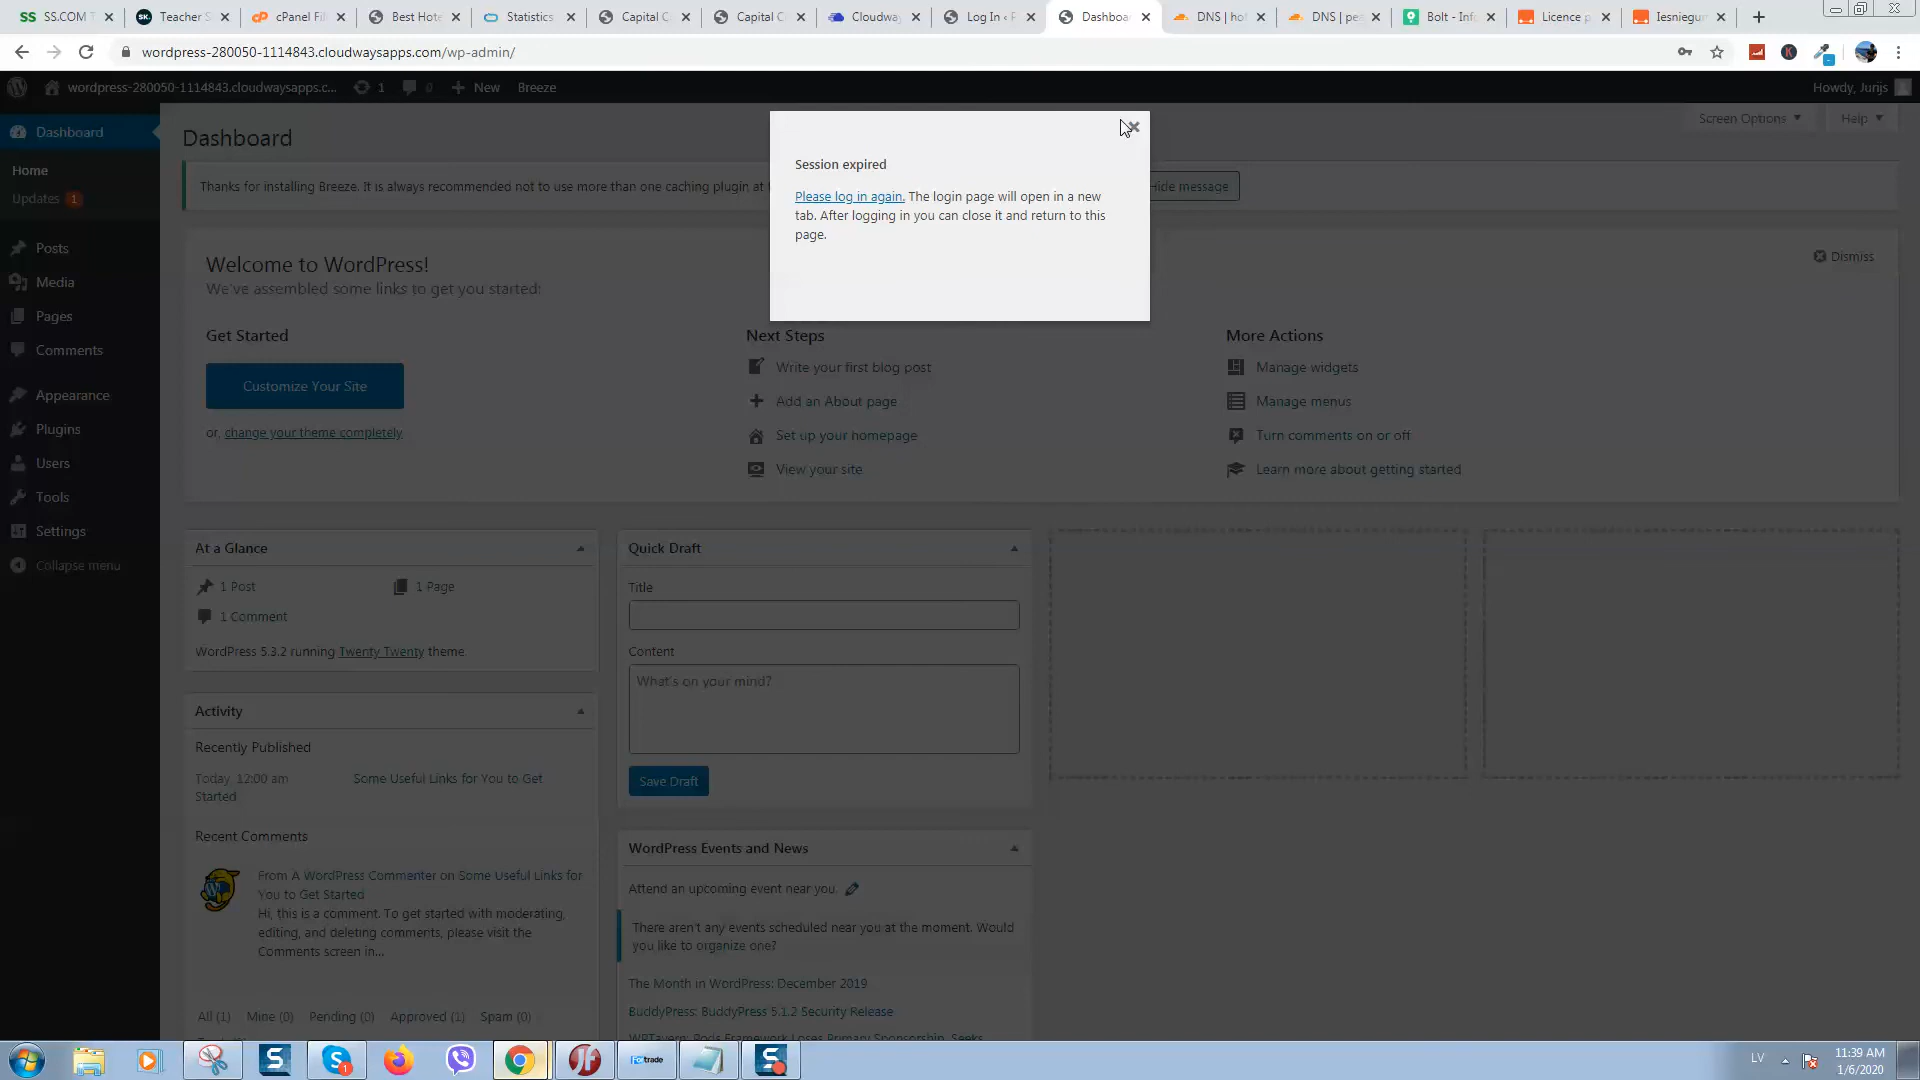 SS SS.COM T
SK. Teacher S
cPanel Fil
Best Hote
Statistics
Capital C
Capital C
Cloudway
Log In ‹ P
Dashboa
DNS | ho
DNS | pe
Bolt - Info
Licence p
Iesniegum
wordpress-280050-1114843.cloudwaysapps.com/wp-admin/
wordpress-280050-1114843.cloudwaysapps.c...
1
0
New
Breeze
Howdy, Jurijs
Dashboard
Home
Updates 1
Posts
Media
Pages
Comments
Appearance
Plugins
Users
Tools
Settings
Collapse menu
Dashboard
Screen Options
Help
Thanks for installing Breeze. It is always recommended not to use more than one caching plugin at
Hide message
Session expired
Please log in again. The login page will open in a new
tab. After logging in you can close it and return to this
page.
Welcome to WordPress!
We've assembled some links to get you started:
Dismiss
Get Started
Customize Your Site
or, change your theme completely
Next Steps
Write your first blog post
Add an About page
Set up your homepage
View your site
More Actions
Manage widgets
Manage menus
Turn comments on or off
Learn more about getting started
At a Glance
1 Post
1 Page
1 Comment
WordPress 5.3.2 running Twenty Twenty theme.
Activity
Recently Published
Today, 12:00 am
Some Useful Links for You to Get
Started
Recent Comments
From A WordPress Commenter on Some Useful Links for
You to Get Started
Hi, this is a comment. To get started with moderating,
editing, and deleting comments, please visit the
Comments screen in...
All (1)
Mine (0)
Pending (0)
Approved (1)
Spam (0)
Quick Draft
Title
Content
What's on your mind?
Save Draft
WordPress Events and News
Attend an upcoming event near you.
There aren't any events scheduled near you at the moment. Would
you like to organize one?
The Month in WordPress: December 2019
BuddyPress: BuddyPress 5.1.2 Security Release
WPTavern: Pods Framework Loses Primary Sponsorship, Seeks
Fortrade
LV
11:39 AM
1/6/2020